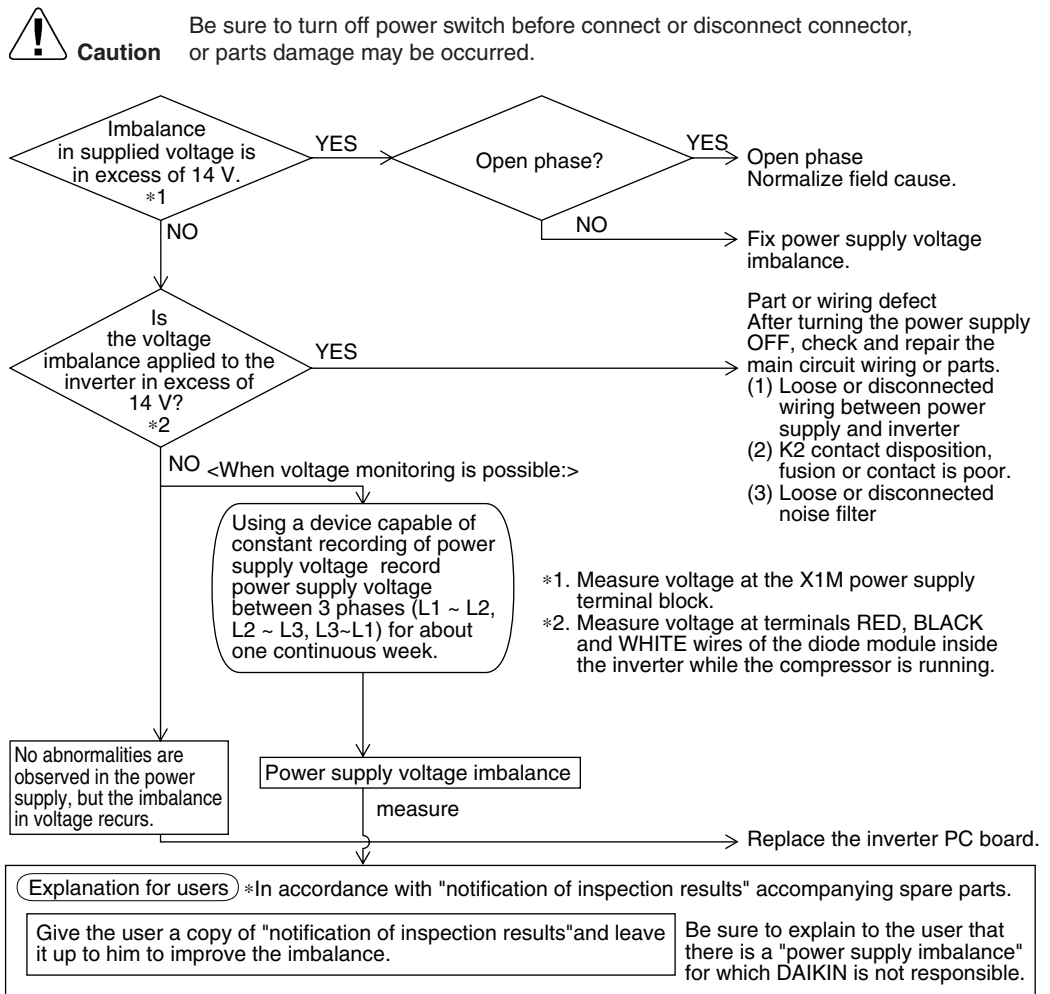 Be sure to turn off power switch before connect or disconnect connector,
Caution or parts damage may be occurred.
Imbalance
in supplied voltage is
in excess of 14 V.
*1
YES
Open phase?
YES
Open phase
Normalize field cause.
NO
NO
Fix power supply voltage
imbalance.
Is
the voltage
imbalance applied to the
inverter in excess of
14 V?
*2
YES
Part or wiring defect
After turning the power supply
OFF, check and repair the
main circuit wiring or parts.
(1) Loose or disconnected
wiring between power
supply and inverter
(2) K2 contact disposition,
fusion or contact is poor.
(3) Loose or disconnected
noise filter
NO <When voltage monitoring is possible:>
Using a device capable of
constant recording of power
supply voltage record
power supply voltage
between 3 phases (L1 ~ L2,
L2 ~ L3, L3~L1) for about
one continuous week.
*1. Measure voltage at the X1M power supply
terminal block.
*2. Measure voltage at terminals RED, BLACK
and WHITE wires of the diode module inside
the inverter while the compressor is running.
No abnormalities are
observed in the power
supply, but the imbalance
in voltage recurs.
Power supply voltage imbalance
measure
Replace the inverter PC board.
Explanation for users *In accordance with "notification of inspection results" accompanying spare parts.
Give the user a copy of "notification of inspection results"and leave
it up to him to improve the imbalance.
Be sure to explain to the user that
there is a "power supply imbalance"
for which DAIKIN is not responsible.